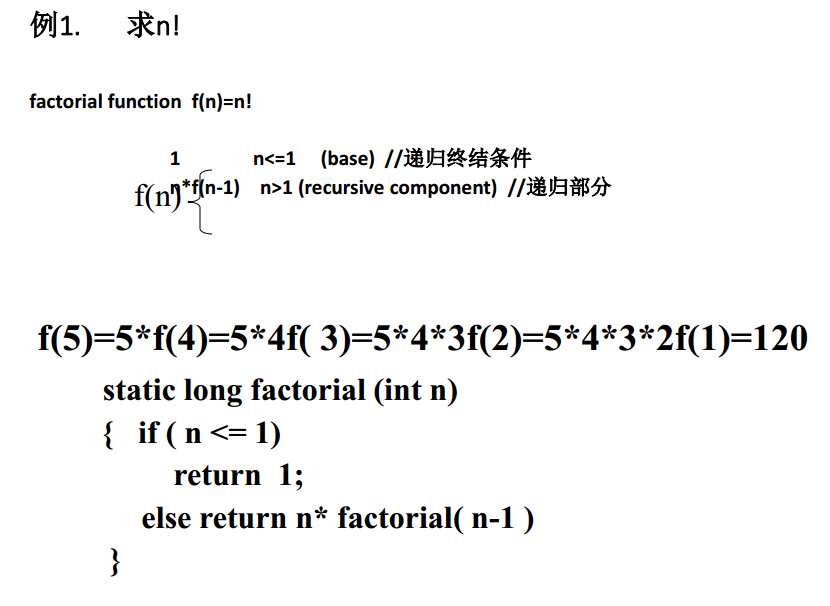 例1. 求n!
factorial function f(n)=n!
1 n<=1 (base) //递归终结条件
n*f(n-1) n>1 (recursive component) //递归部分
f(n)
f(5)=5*f(4)=5*4f( 3)=5*4*3f(2)=5*4*3*2f(1)=120
static long factorial (int n)
{ if ( n <= 1)
return 1;
else return n* factorial( n-1 )
}